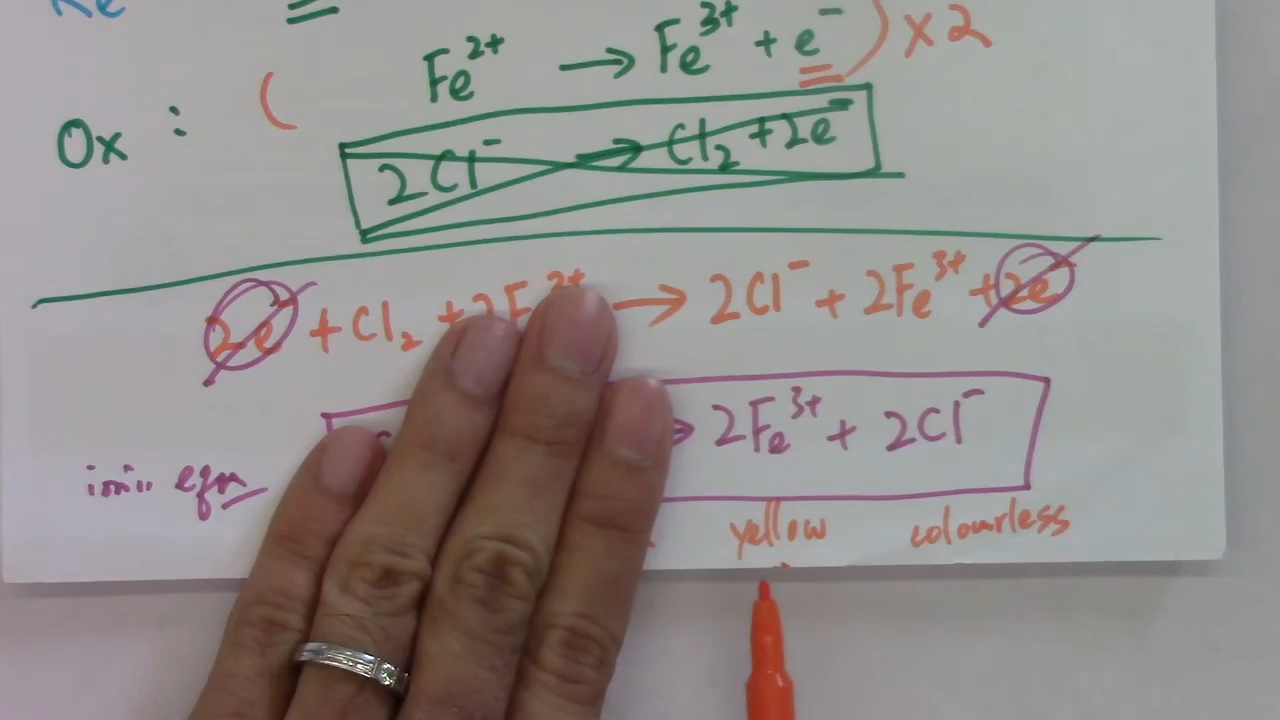 Re
Fe²⁺ → Fe³⁺ + e⁻ ) ×2
Ox : (
2Cl⁻ → Cl₂ + 2e⁻
2e⁻ + Cl₂ + 2Fe²⁺ → 2Cl⁻ + 2Fe³⁺ + 2e⁻
→ 2Fe³⁺ + 2Cl⁻
ionic eqn
yellow colourless